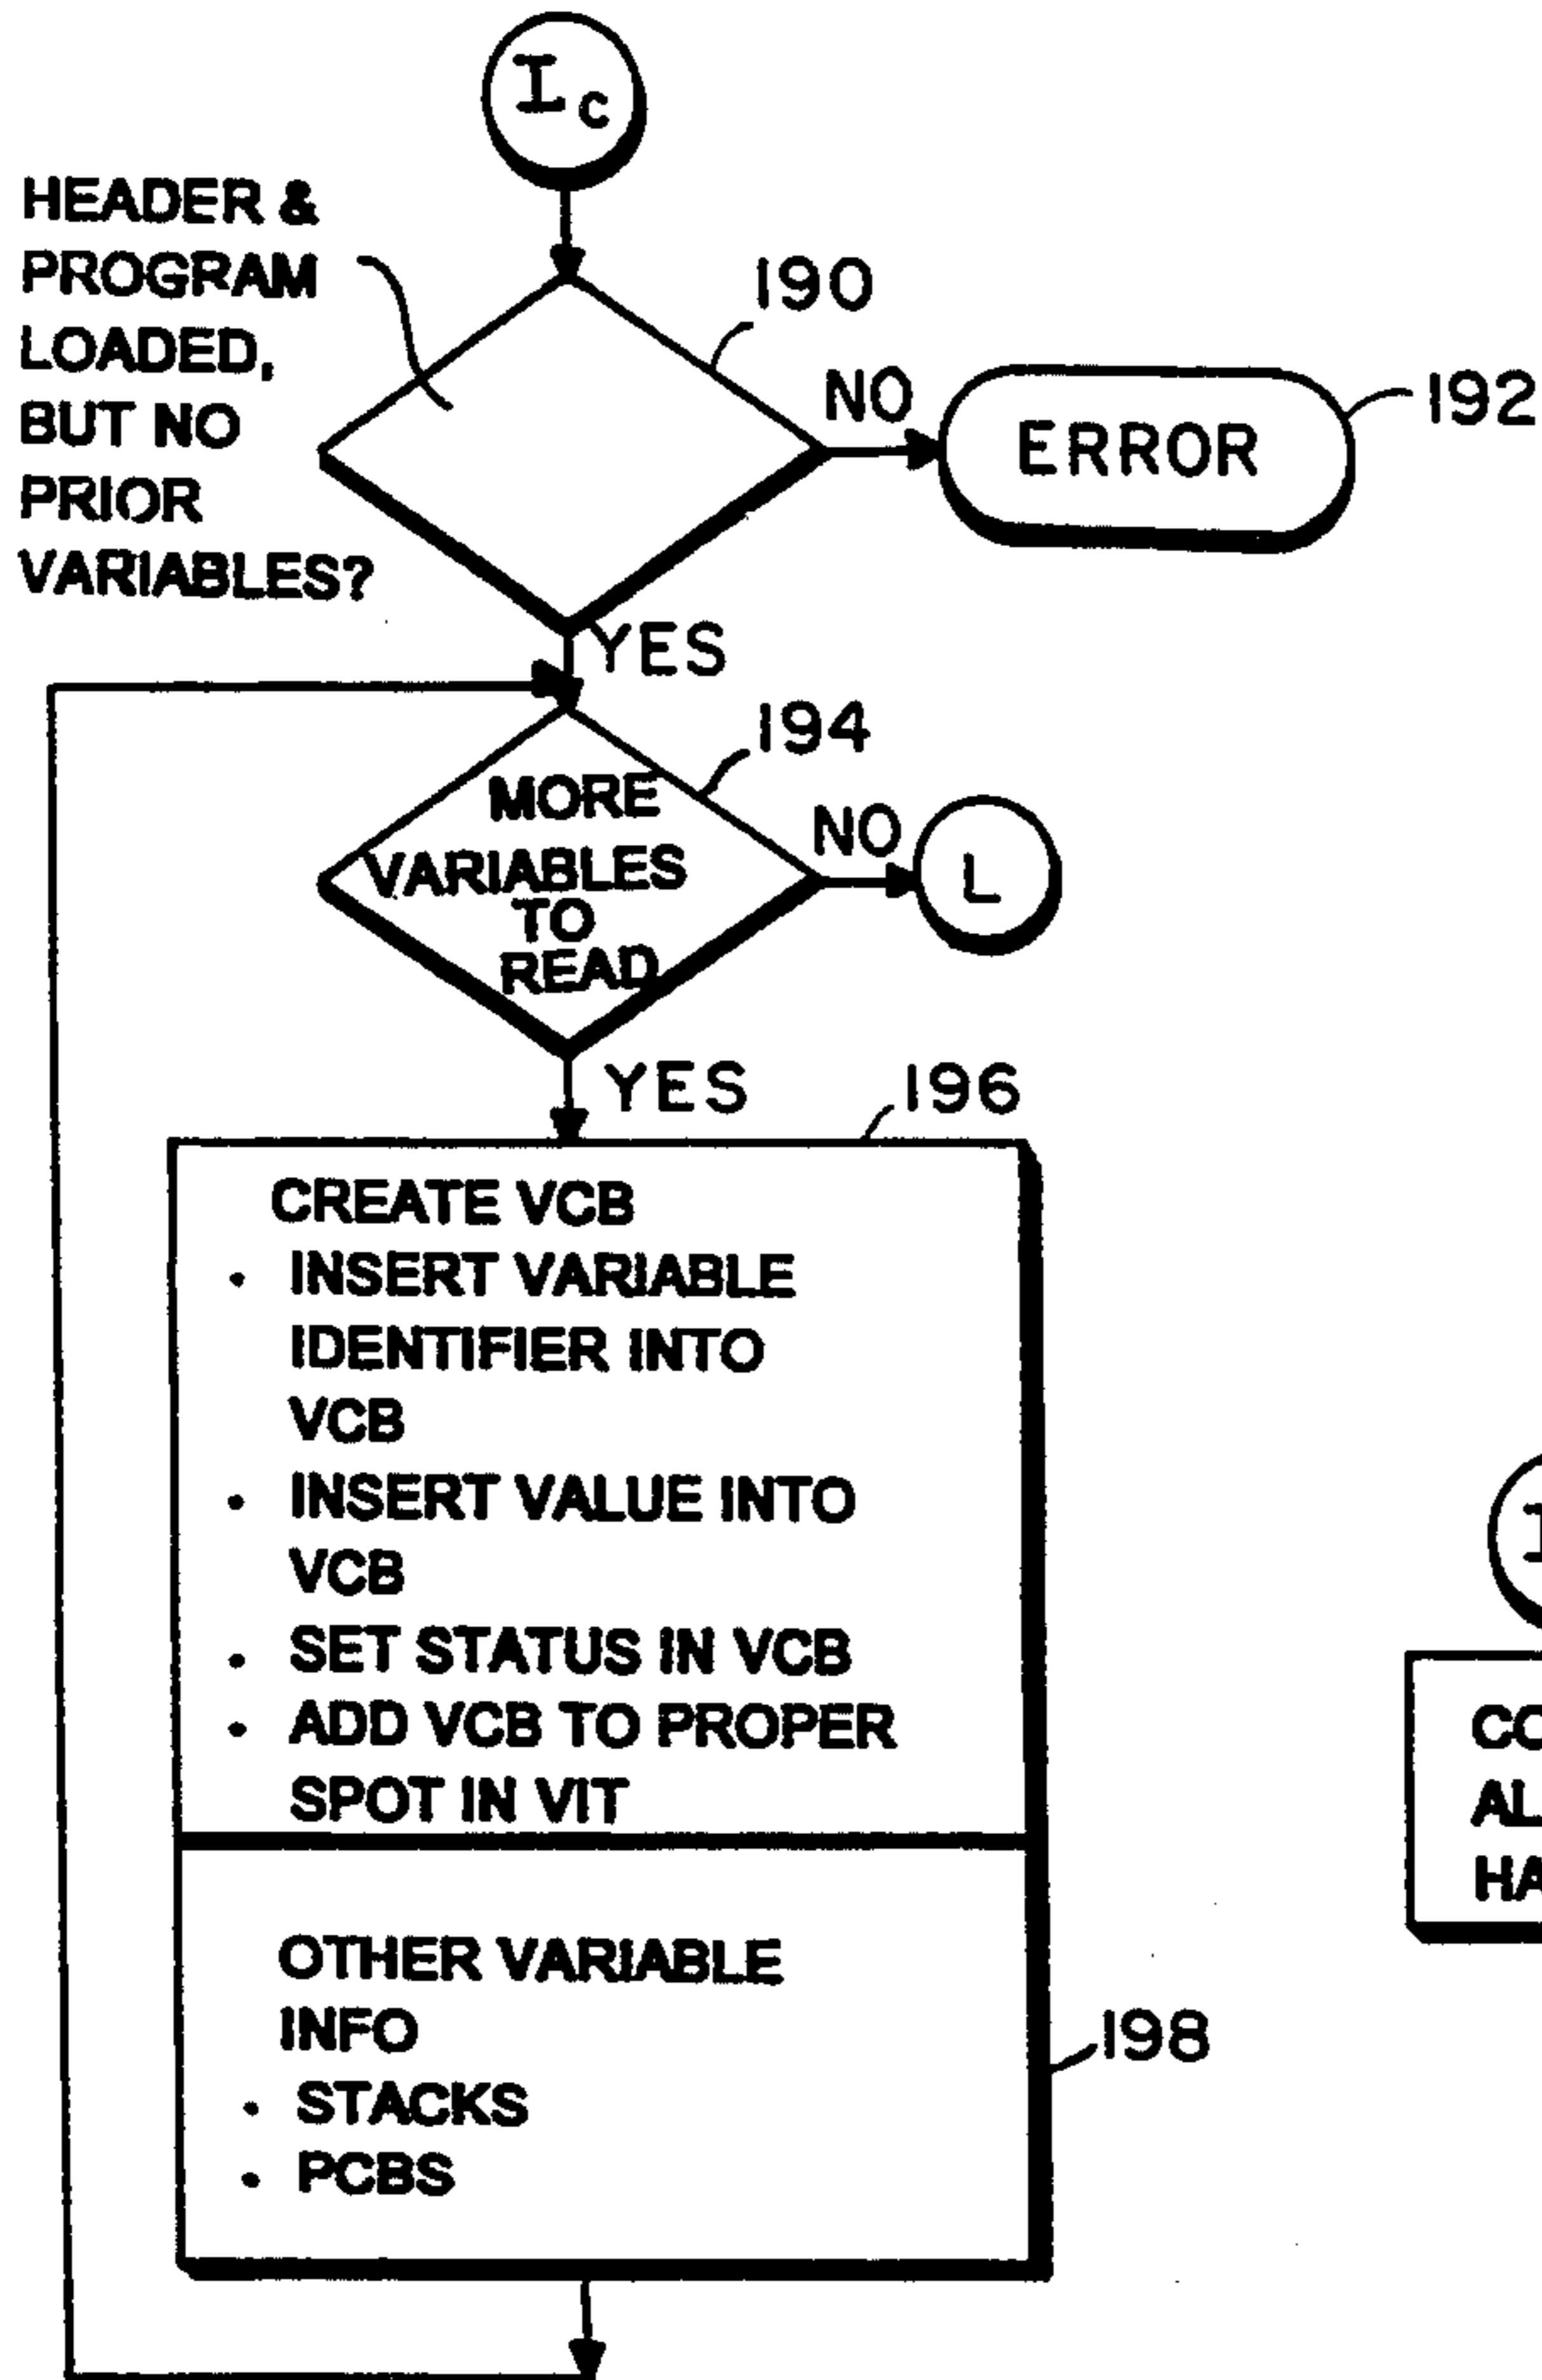 Ic
HEADER &
PROGRAM
LOADED,
BUT NO
PRIOR
VARIABLES?
190
NO
ERROR
192
YES
194
MORE
VARIABLES
TO
READ
NO
L
YES
196
CREATE VCB
• INSERT VARIABLE
IDENTIFIER INTO
VCB
• INSERT VALUE INTO
VCB
• SET STATUS IN VCB
• ADD VCB TO PROPER
SPOT IN VIT
OTHER VARIABLE
INFO
• STACKS
• PCBS
198